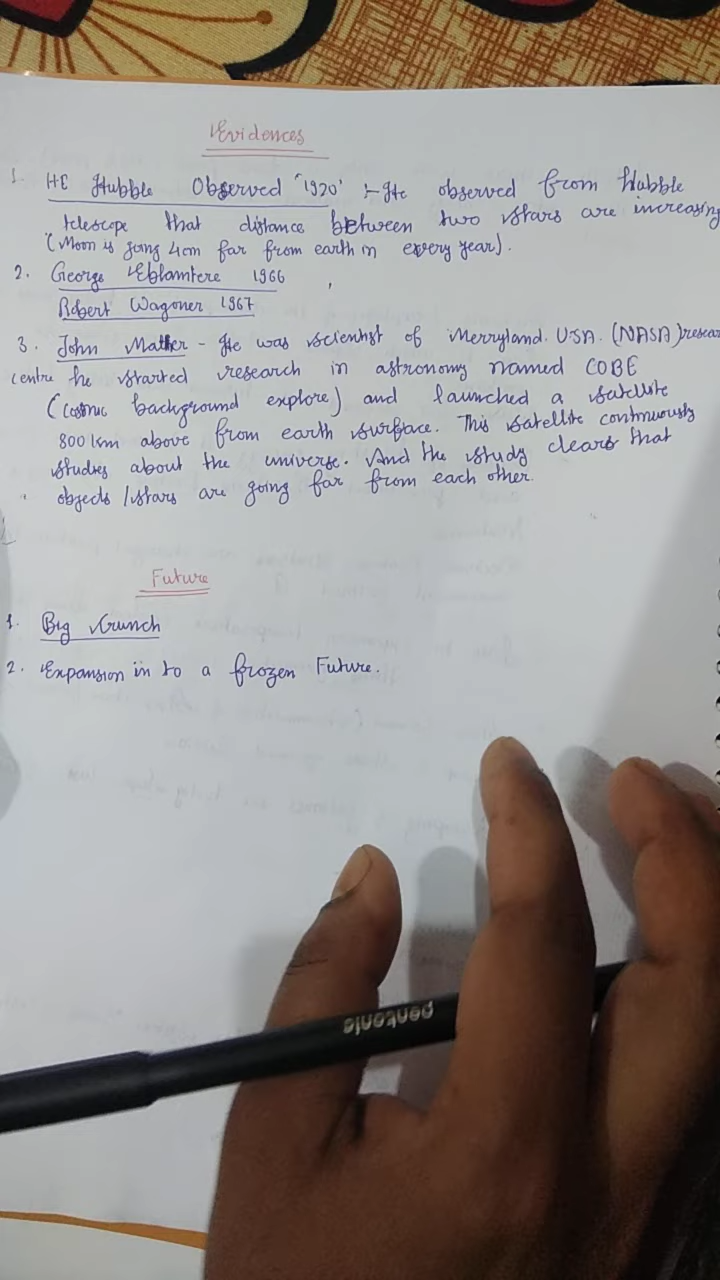 Evidences
1. HE Hubble Observed '1920' :- He observed from Hubble
telescope that distance between two stars are increasing
(Moon is going 4cm far from earth in every year).
2. George 1966
Robert Wagoner 1967
3. John Mather - He was scientist of Merryland. U.S.A. (NASA) resear
centre he started research in astronomy named COBE
(cosmic background explore) and launched a satellite
800 km above from earth surface. This satellite continuously
studies about the universe. And the study clears that
objects / stars are going far from each other.
Future
1. Big Crunch
2. Expansion in to a frozen Future.
pentonic